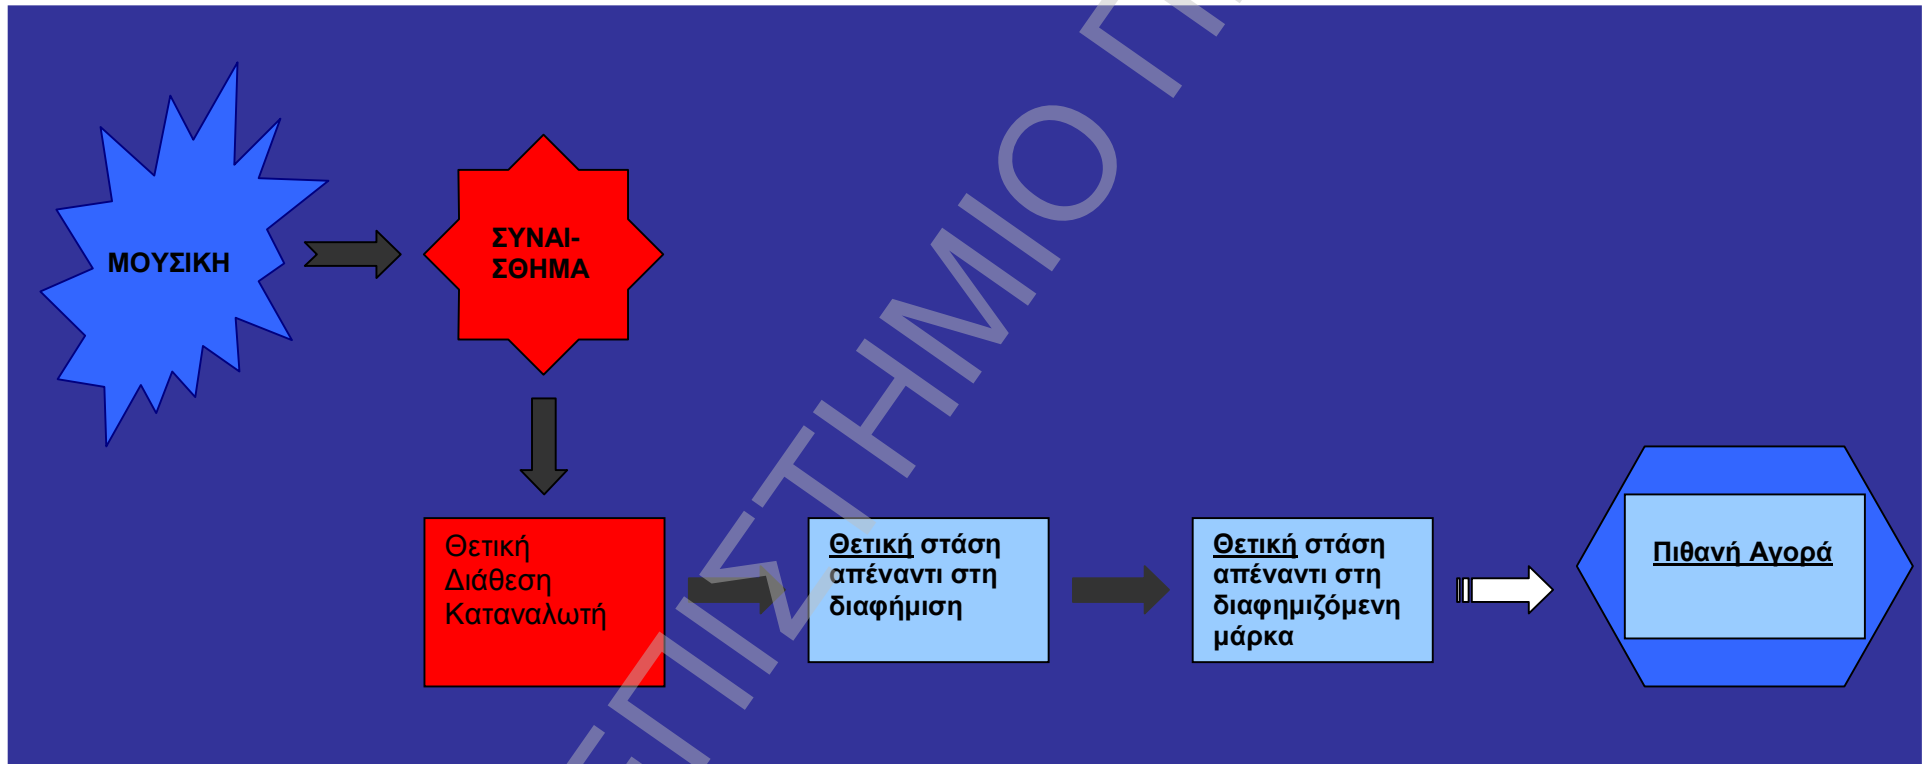 ΜΟΥΣΙΚΗ
ΣΥΝΑΙ-
ΣΘΗΜΑ
Θετική
Διάθεση
Καταναλωτή
Θετική στάση
απέναντι στη
διαφήμιση
Θετική στάση
απέναντι στη
διαφημιζόμενη
μάρκα
Πιθανή Αγορά